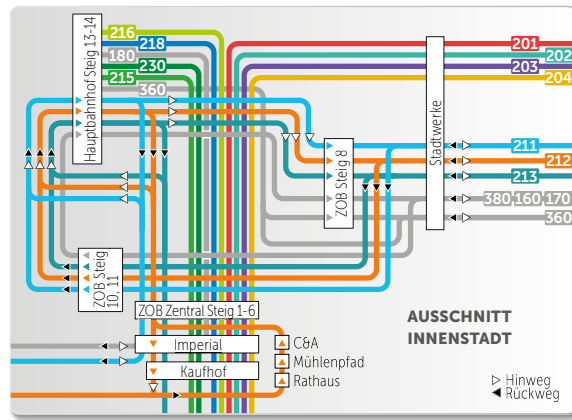 Hauptbahnhof Steig 13-14
216
218
180
230
215
360
201
202
203
204
Stadtwerke
ZOB Steig 8
211
212
213
380-160-170
360
ZOB Steig
10, 11
ZOB Zentral Steig 1-6
Imperial
Kaufhof
C&A
Mühlenpfad
Rathaus
AUSSCHNITT
INNENSTADT
Hinweg
Rückweg